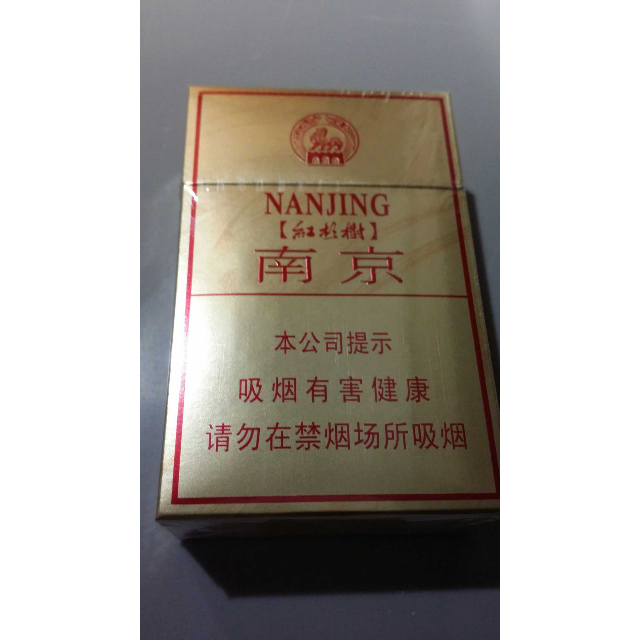 NANJING
【紅杉樹】
南京
本公司提示
吸烟有害健康
请勿在禁烟场所吸烟